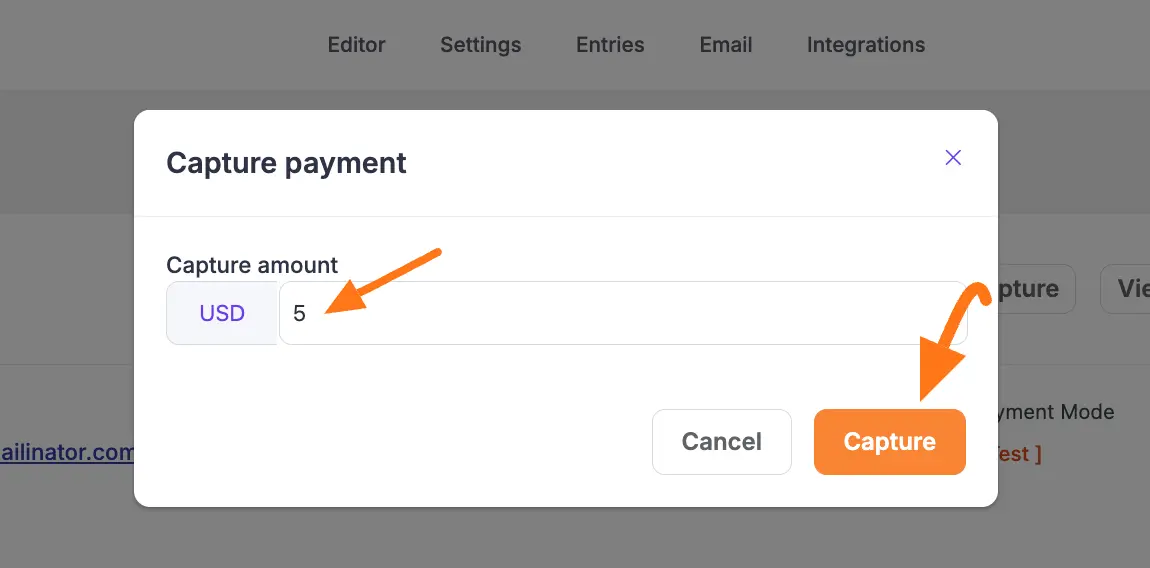 Editor Settings Entries Email Integrations
Capture payment
Capture amount
USD 5
pture Vie
Cancel Capture
yment Mode
ailinator.com
est ]